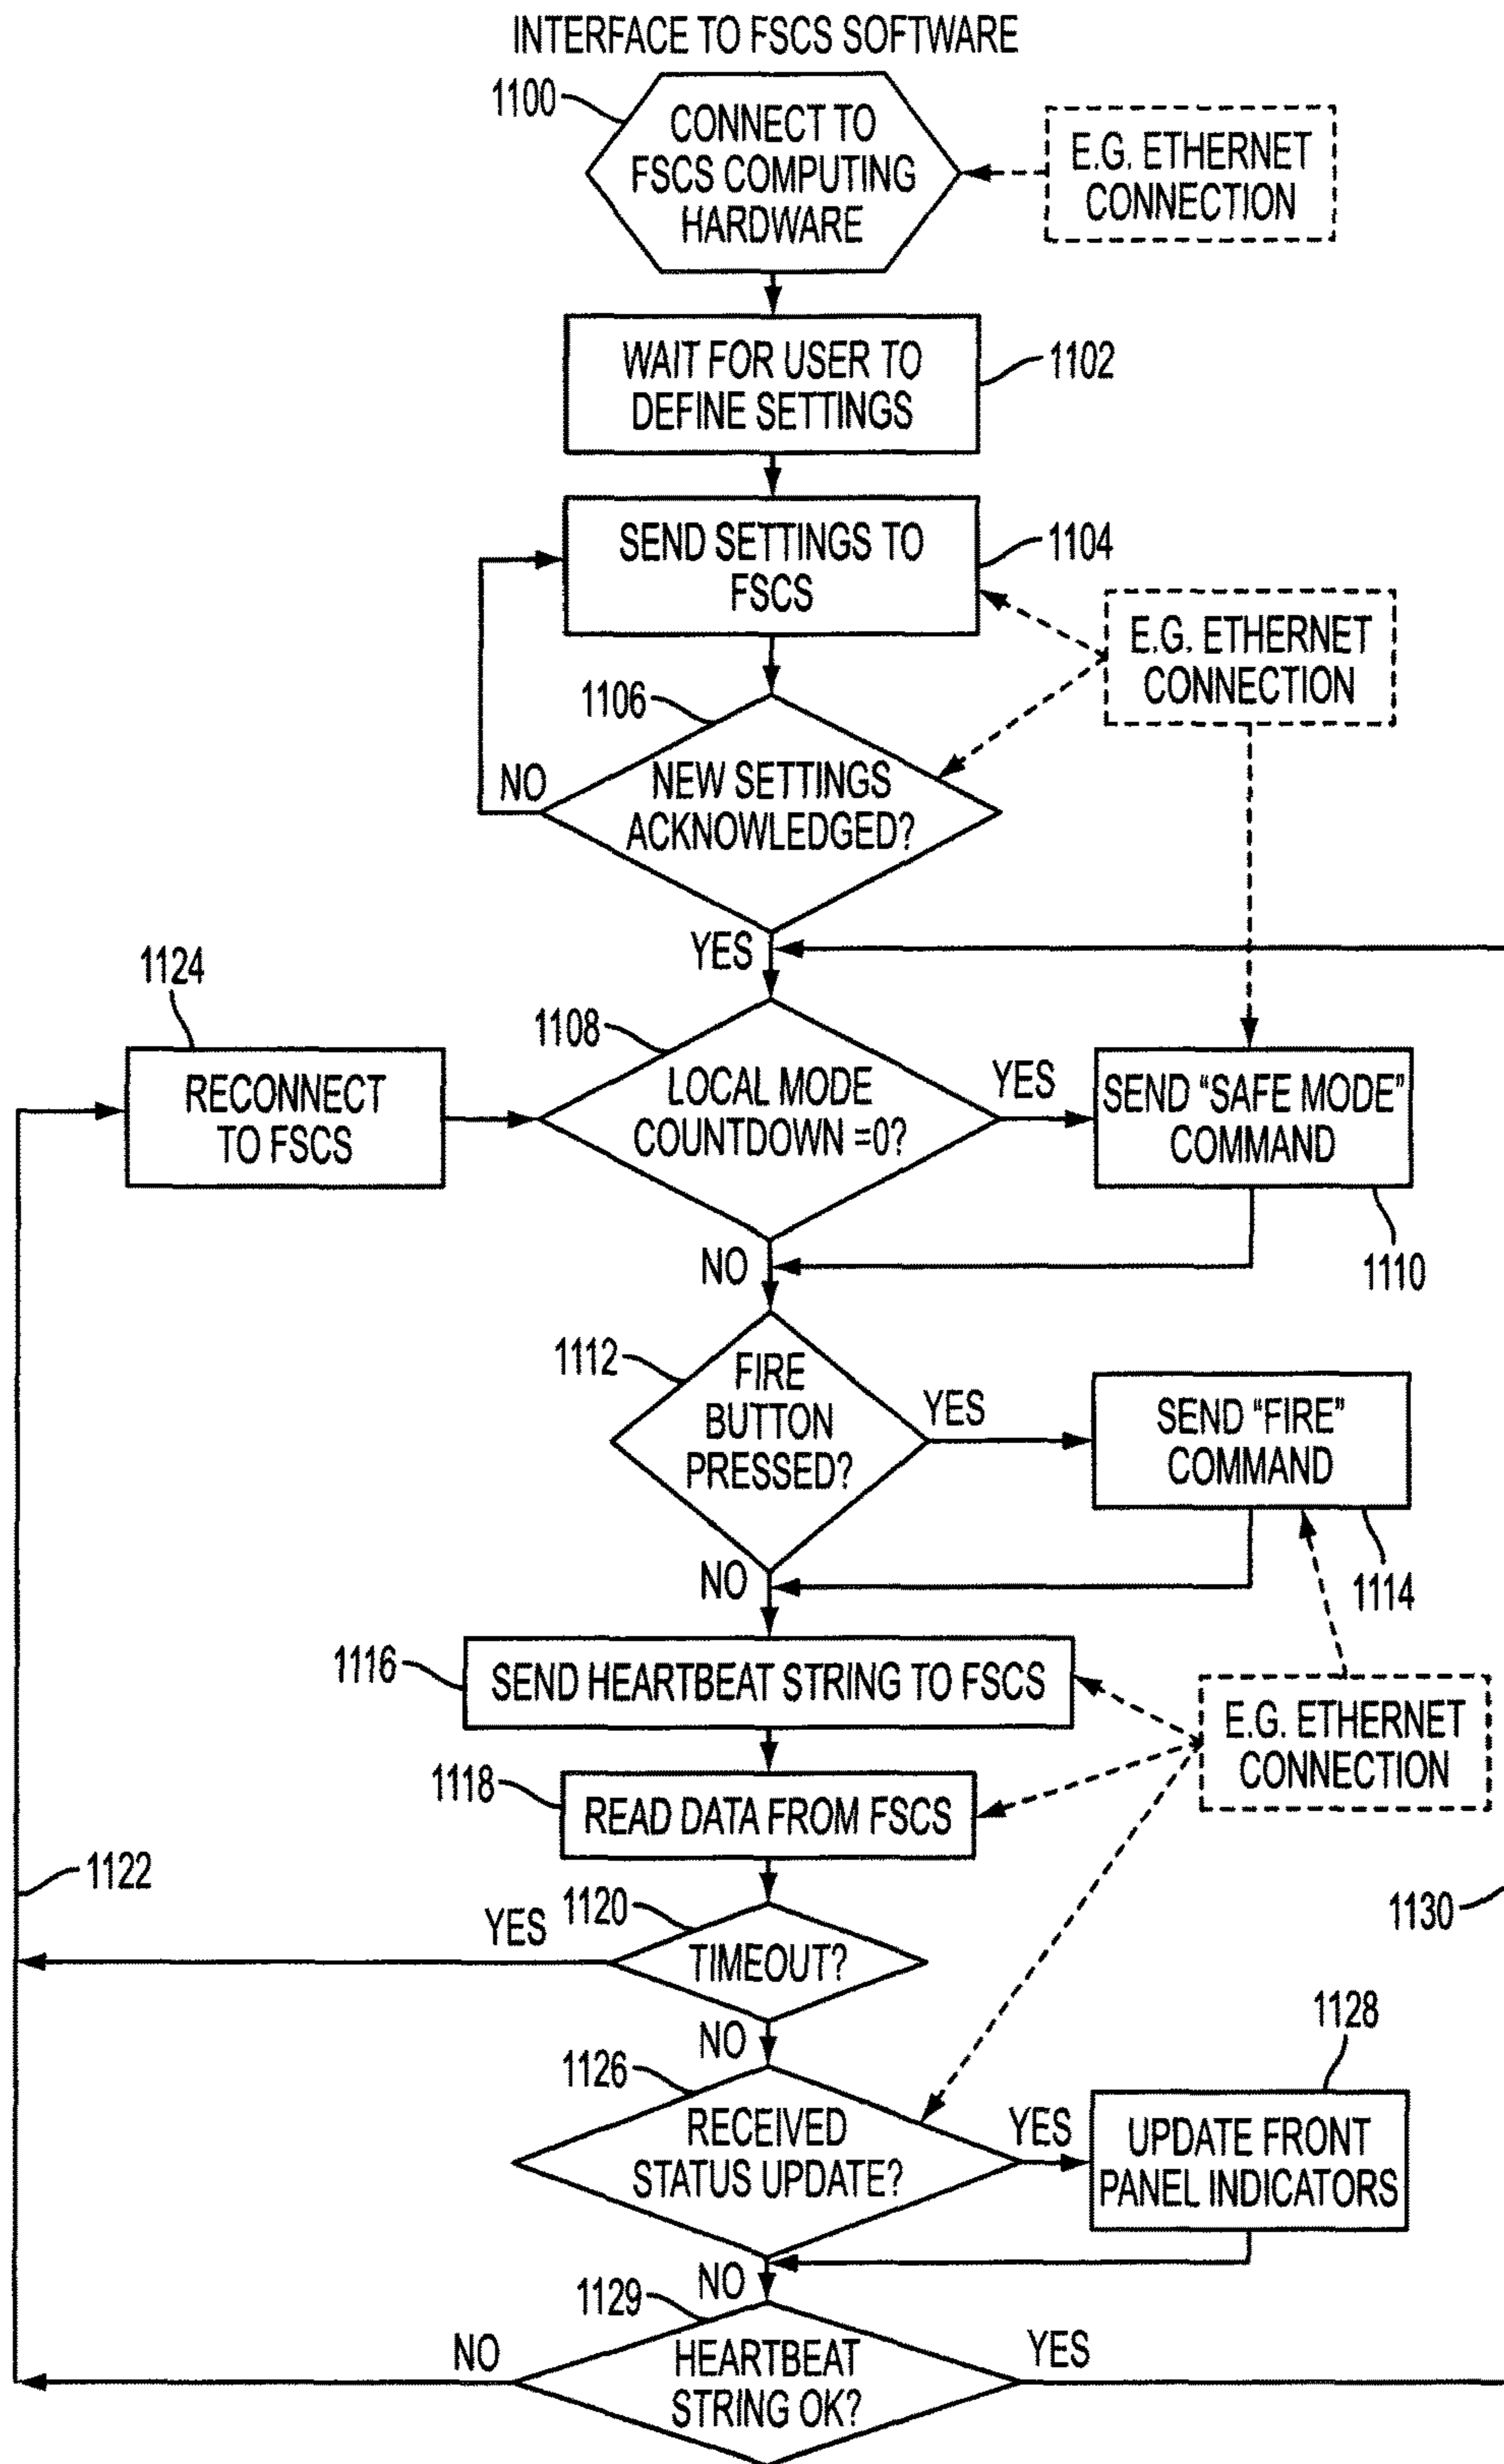 INTERFACE TO FSCS SOFTWARE
1100
CONNECT TO
FSCS COMPUTING
HARDWARE
E.G. ETHERNET
CONNECTION
WAIT FOR USER TO
DEFINE SETTINGS
1102
SEND SETTINGS TO
FSCS
1104
E.G. ETHERNET
CONNECTION
1106
NEW SETTINGS
ACKNOWLEDGED?
NO
YES
1124
RECONNECT
TO FSCS
1108
LOCAL MODE
COUNTDOWN =0?
YES
SEND "SAFE MODE"
COMMAND
1110
NO
1112
FIRE
BUTTON
PRESSED?
YES
SEND "FIRE"
COMMAND
1114
NO
1116
SEND HEARTBEAT STRING TO FSCS
E.G. ETHERNET
CONNECTION
1118
READ DATA FROM FSCS
1122
1130
1120
YES
TIMEOUT?
NO
1126
RECEIVED
STATUS UPDATE?
YES
1128
UPDATE FRONT
PANEL INDICATORS
NO
1129
NO
HEARTBEAT
STRING OK?
YES